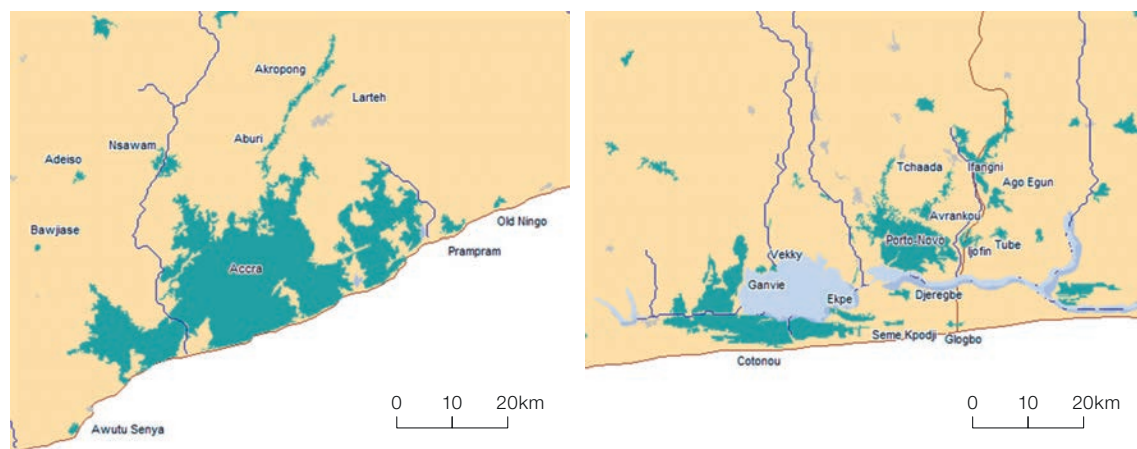 Akropong
Larteh
Nsawam
Aburi
Adeiso
Bawjiase
Old Ningo
Prampram
Accra
Awutu Senya
0 10 20km
Tchaada
Ifangni
Ago Egun
Avrankou
Porto-Novo
Ijofin
Tube
Vekky
Ganvie
Ekpe
Djeregbe
Seme Kpodji
Glogbo
Cotonou
0 10 20km